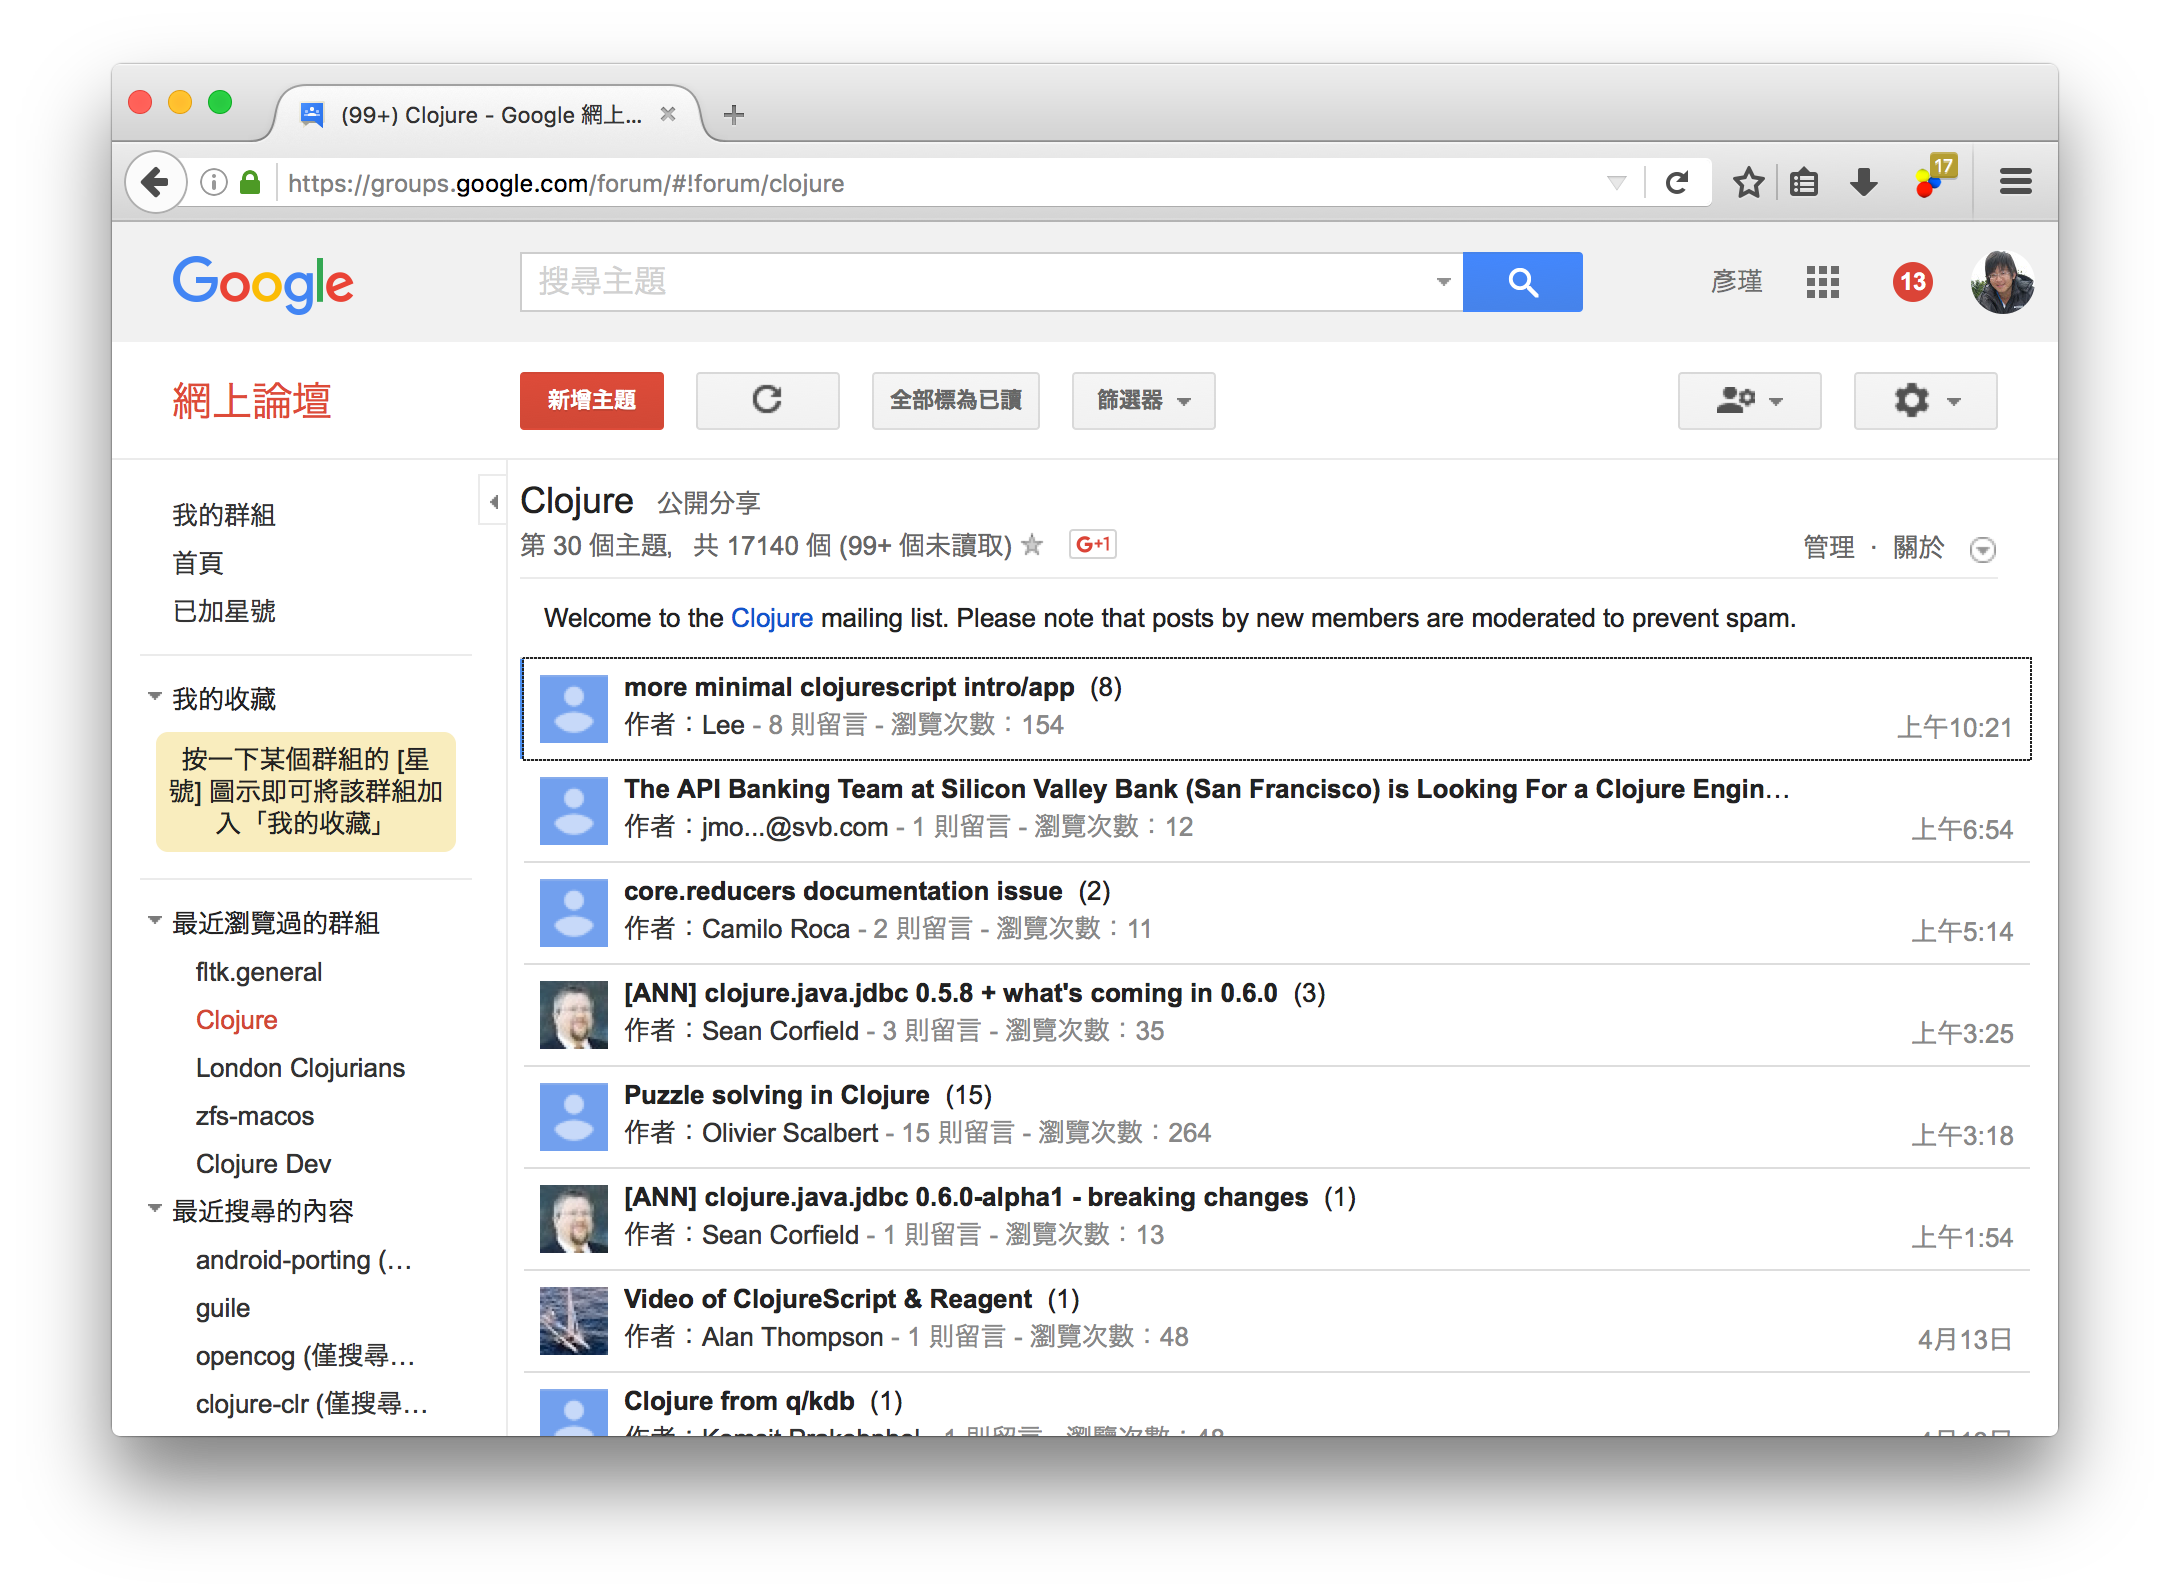 (99+) Clojure - Google 網上...
https://groups.google.com/forum/#!forum/clojure
17
Google
搜尋主題
彥瑾
13
網上論壇
新增主題
全部標為已讀
篩選器
我的群組
首頁
已加星號
我的收藏
按一下某個群組的 [星
號] 圖示即可將該群組加
入「我的收藏」
最近瀏覽過的群組
fltk.general
Clojure
London Clojurians
zfs-macos
Clojure Dev
最近搜尋的內容
android-porting (...
guile
opencog (僅搜尋...
clojure-clr (僅搜尋...
Clojure 公開分享
第 30 個主題, 共 17140 個 (99+ 個未讀取) G+1
管理 · 關於
Welcome to the Clojure mailing list. Please note that posts by new members are moderated to prevent spam.
more minimal clojurescript intro/app (8)
作者：Lee - 8 則留言 - 瀏覽次數：154
上午10:21
The API Banking Team at Silicon Valley Bank (San Francisco) is Looking For a Clojure Engin...
作者：jmo...@svb.com - 1 則留言 - 瀏覽次數：12
上午6:54
core.reducers documentation issue (2)
作者：Camilo Roca - 2 則留言 - 瀏覽次數：11
上午5:14
[ANN] clojure.java.jdbc 0.5.8 + what's coming in 0.6.0 (3)
作者：Sean Corfield - 3 則留言 - 瀏覽次數：35
上午3:25
Puzzle solving in Clojure (15)
作者：Olivier Scalbert - 15 則留言 - 瀏覽次數：264
上午3:18
[ANN] clojure.java.jdbc 0.6.0-alpha1 - breaking changes (1)
作者：Sean Corfield - 1 則留言 - 瀏覽次數：13
上午1:54
Video of ClojureScript & Reagent (1)
作者：Alan Thompson - 1 則留言 - 瀏覽次數：48
4月13日
Clojure from q/kdb (1)
作者： - 1 則留言 - 瀏覽次數：48